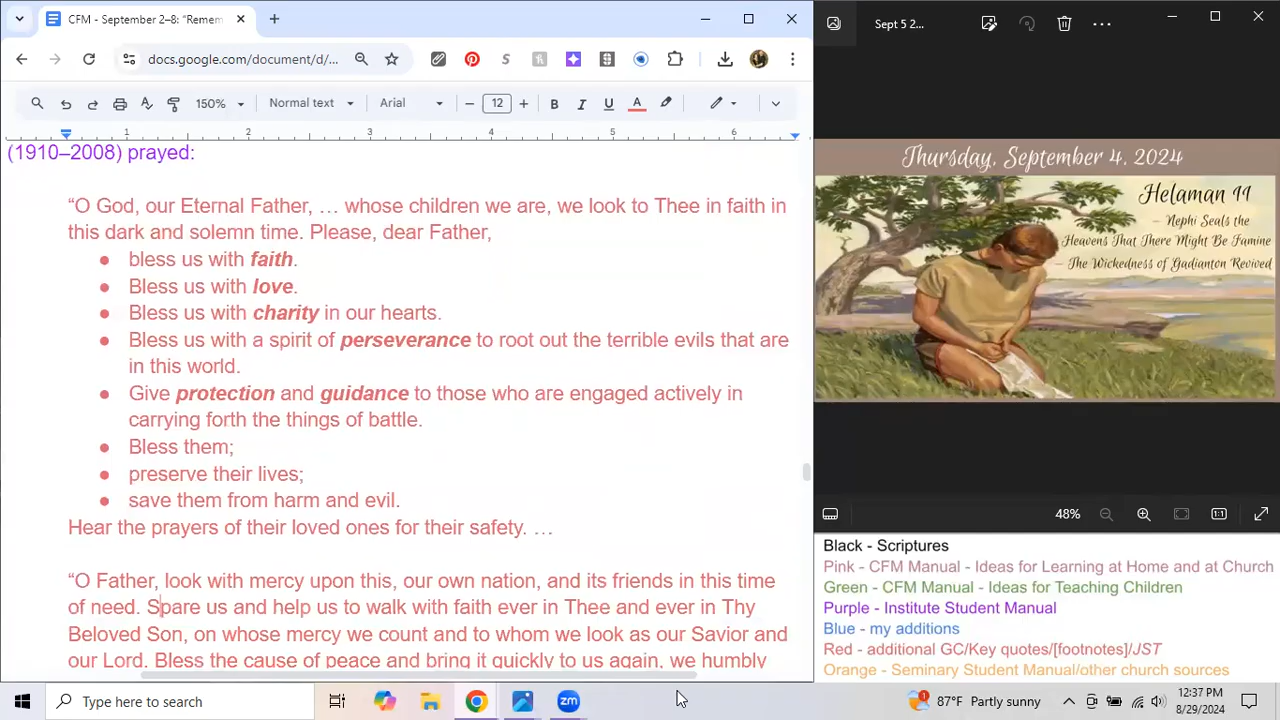 CFM - September 2–8: “Remem
docs.google.com/document/d/...
150%
Normal text
Arial
12
B I U A
1 2 3 4 5 6
(1910–2008) prayed:
“O God, our Eternal Father, … whose children we are, we look to Thee in faith in
this dark and solemn time. Please, dear Father,
● bless us with faith.
● Bless us with love.
● Bless us with charity in our hearts.
● Bless us with a spirit of perseverance to root out the terrible evils that are
in this world.
● Give protection and guidance to those who are engaged actively in
carrying forth the things of battle.
● Bless them;
● preserve their lives;
● save them from harm and evil.
Hear the prayers of their loved ones for their safety. …
“O Father, look with mercy upon this, our own nation, and its friends in this time
of need. Spare us and help us to walk with faith ever in Thee and ever in Thy
Beloved Son, on whose mercy we count and to whom we look as our Savior and
our Lord. Bless the cause of peace and bring it quickly to us again, we humbly
Sept 5 2...
Thursday, September 4, 2024
Helaman 11
– Nephi Seals the
Heavens That There Might Be Famine
– The Wickedness of Gadianton Revived
48%
1:1
Black - Scriptures
Pink - CFM Manual - Ideas for Learning at Home and at Church
Green - CFM Manual - Ideas for Teaching Children
Purple - Institute Student Manual
Blue - my additions
Red - additional GC/Key quotes/[footnotes]/JST
Orange - Seminary Student Manual/other church sources
Type here to search
zm
87°F Partly sunny
12:37 PM
8/29/2024